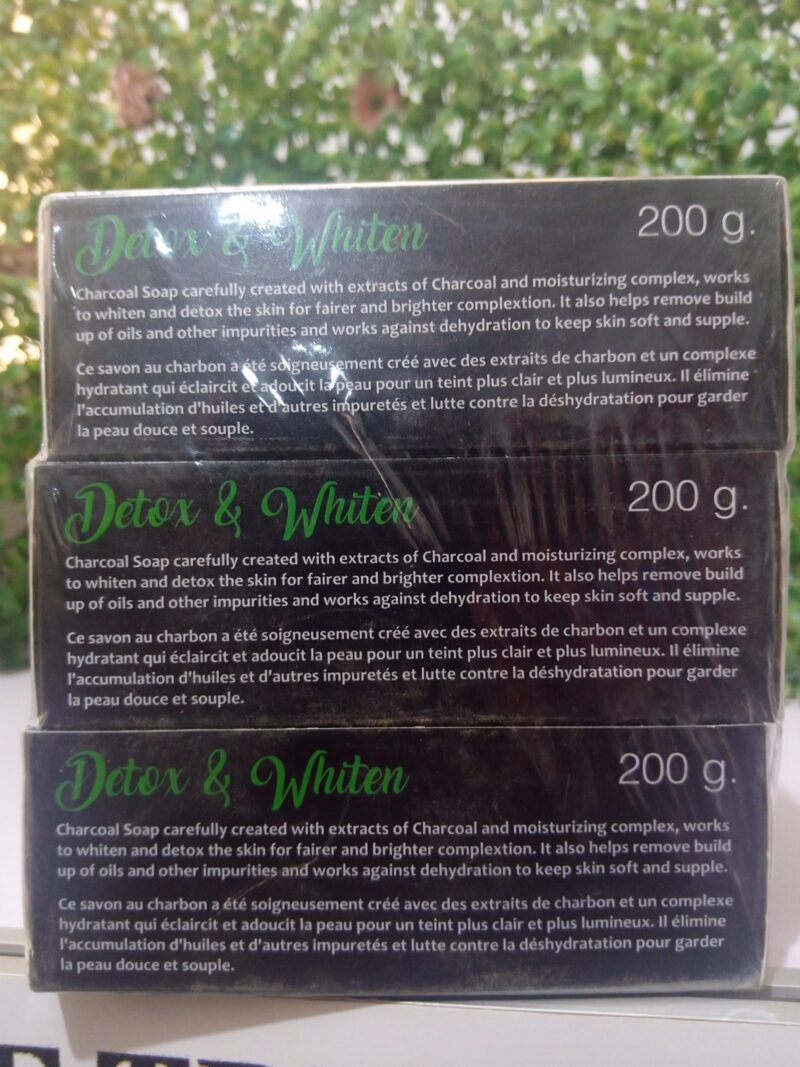 Detox & Whiten
200 g.
Charcoal Soap carefully created with extracts of Charcoal and moisturizing complex, works
to whiten and detox the skin for fairer and brighter complextion. It also helps remove build
up of oils and other impurities and works against dehydration to keep skin soft and supple.
Ce savon au charbon a été soigneusement créé avec des extraits de charbon et un complexe
hydratant qui éclaircit et adoucit la peau pour un teint plus clair et plus lumineux. Il élimine
l'accumulation d'huiles et d'autres impuretés et lutte contre la déshydratation pour garder
la peau douce et souple.
Detox & Whiten
200 g.
Charcoal Soap carefully created with extracts of Charcoal and moisturizing complex, works
to whiten and detox the skin for fairer and brighter complextion. It also helps remove build
up of oils and other impurities and works against dehydration to keep skin soft and supple.
Ce savon au charbon a été soigneusement créé avec des extraits de charbon et un complexe
hydratant qui éclaircit et adoucit la peau pour un teint plus clair et plus lumineux. Il élimine
l'accumulation d'huiles et d'autres impuretés et lutte contre la déshydratation pour garder
la peau douce et souple.
Detox & Whiten
200 g.
Charcoal Soap carefully created with extracts of Charcoal and moisturizing complex, works
to whiten and detox the skin for fairer and brighter complextion. It also helps remove build
up of oils and other impurities and works against dehydration to keep skin soft and supple.
Ce savon au charbon a été soigneusement créé avec des extraits de charbon et un complexe
hydratant qui éclaircit et adoucit la peau pour un teint plus clair et plus lumineux. Il élimine
l'accumulation d'huiles et d'autres impuretés et lutte contre la déshydratation pour garder
la peau douce et souple.